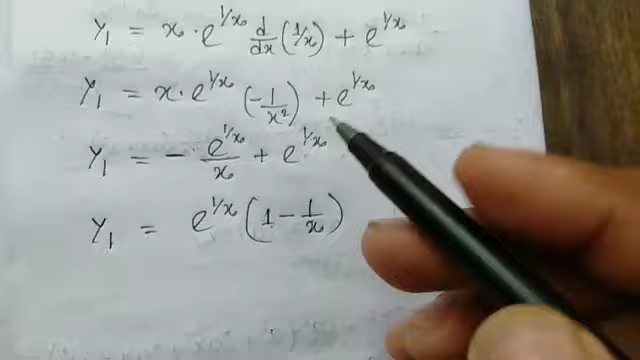 y₁ = x · e^{1/x} d/dx (1/x) + e^{1/x}
y₁ = x · e^{1/x} (-1/x²) + e^{1/x}
y₁ = - e^{1/x}/x + e^{1/x}
y₁ = e^{1/x} (1 - 1/x)